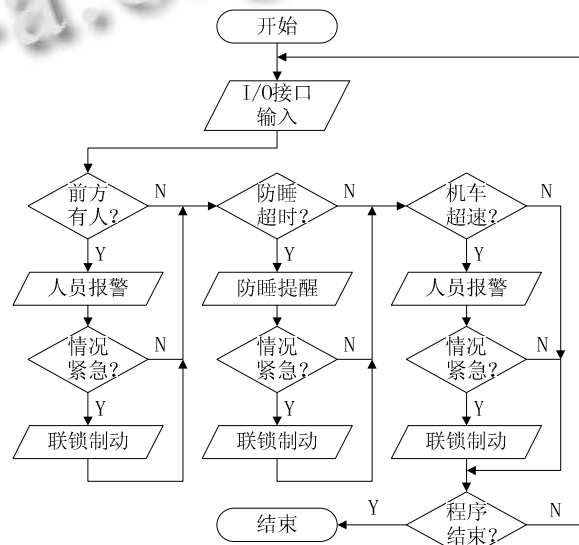 开始
I/O接口
输入
前方
有人?
N
防睡
超时?
N
机车
超速?
N
Y
Y
Y
人员报警
防睡提醒
人员报警
情况
紧急?
N
情况
紧急?
N
情况
紧急?
N
Y
Y
Y
联锁制动
联锁制动
联锁制动
结束
Y
程序
结束?
N